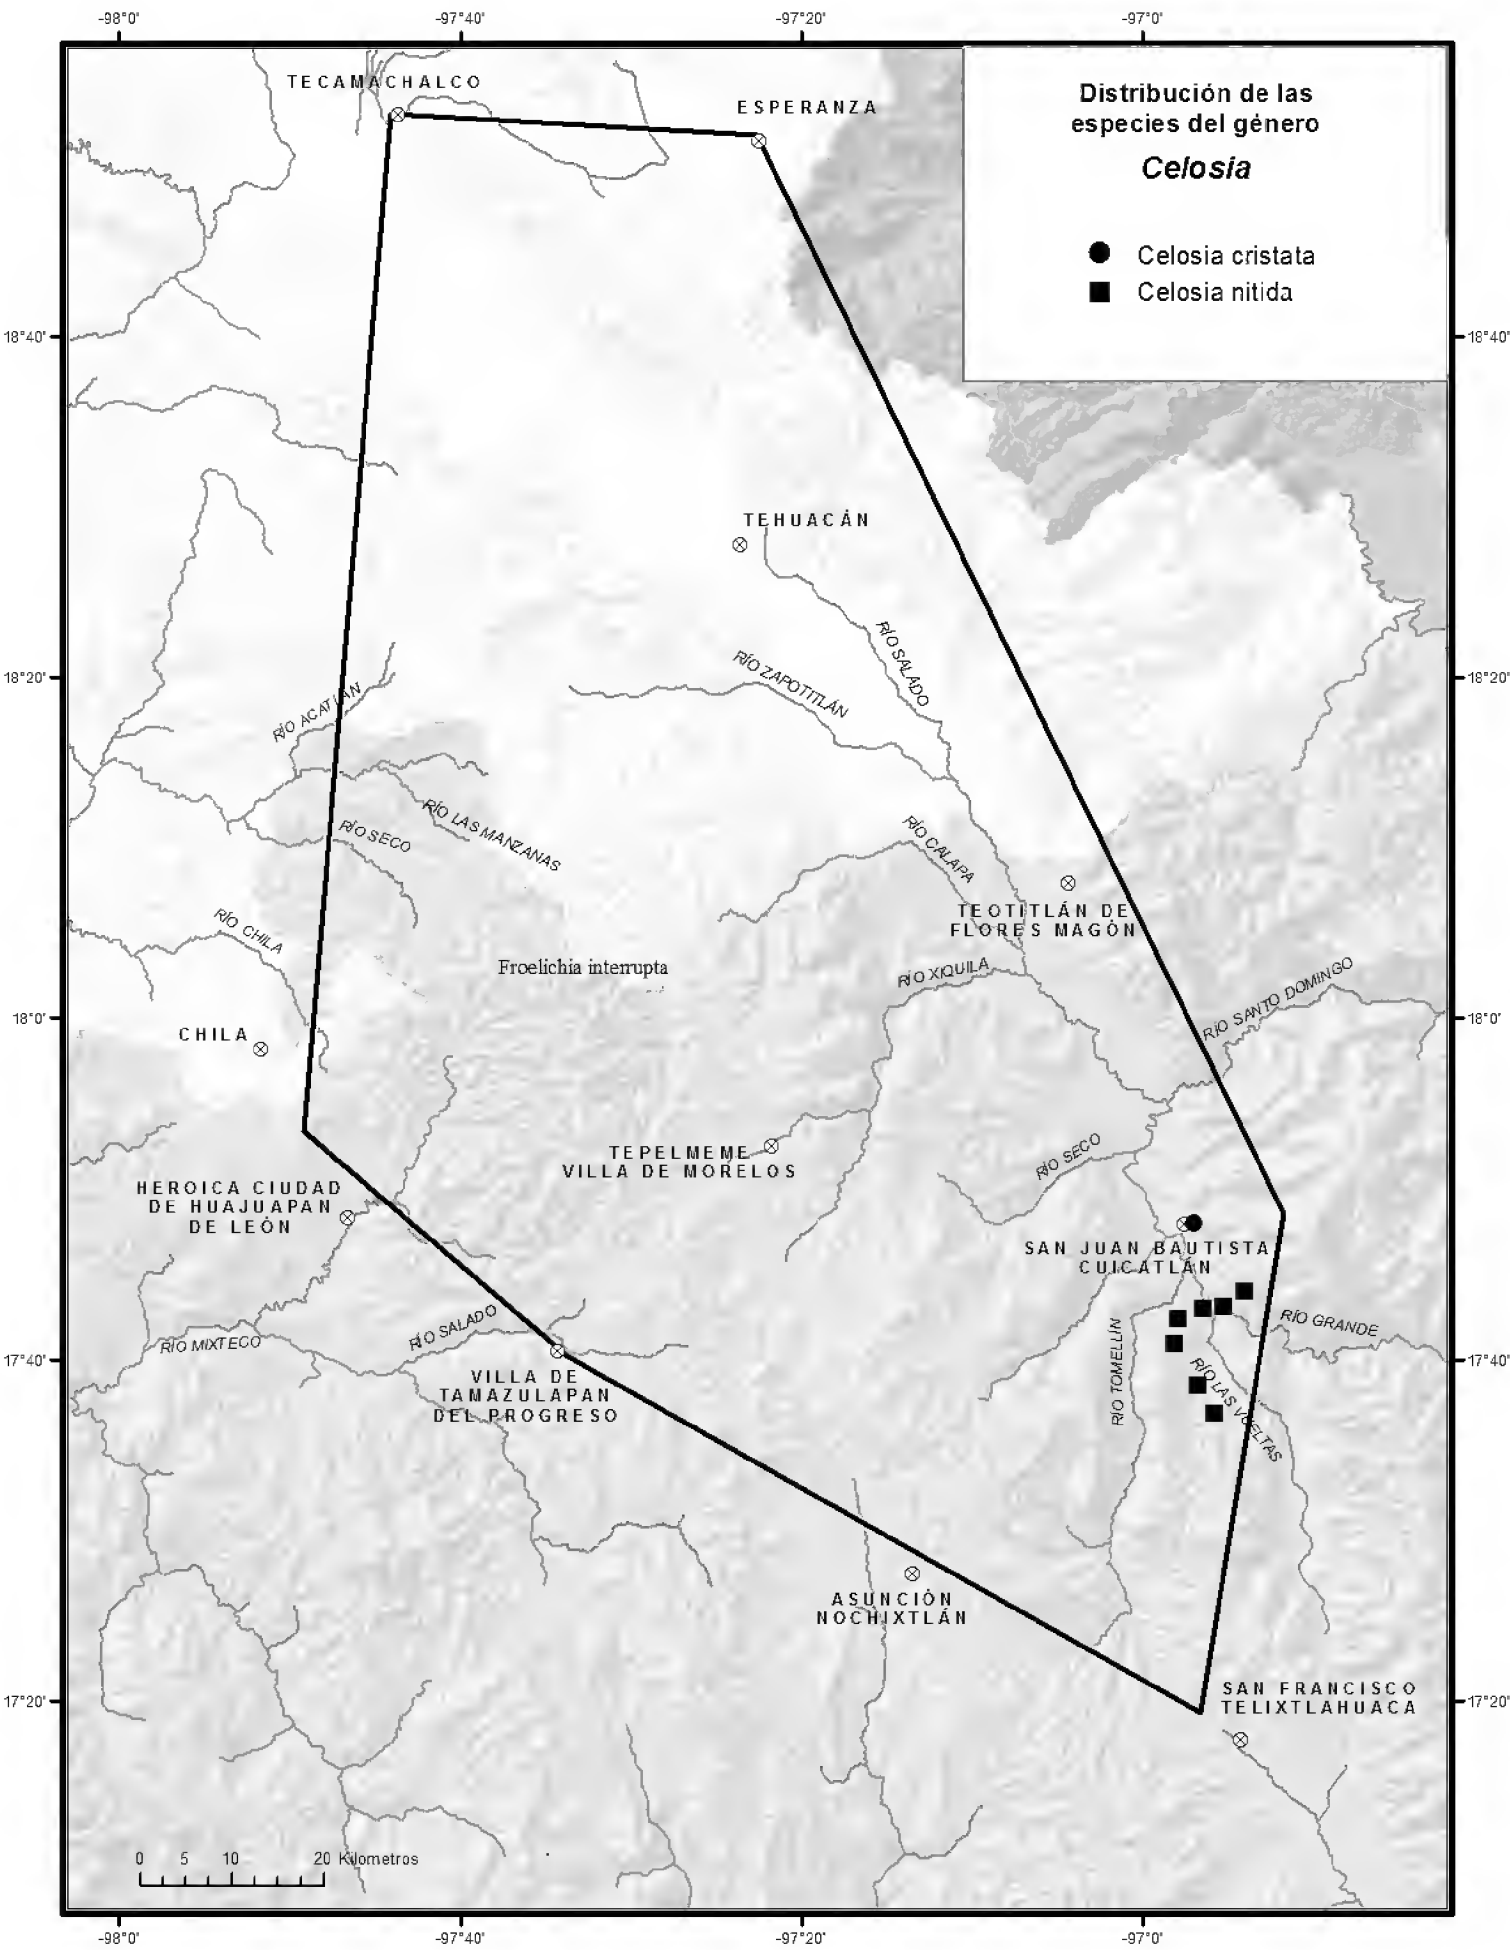 -98°0'
-97°40'
-97°20'
-97°0'
TECAMACHALCO
ESPERANZA
Distribución de las
especies del género
Celosia
Celosia cristata
Celosia nitida
18°40'
18°40'
TEHUACÁN
RÍO SALADO
RÍO ZAPOTITLÁN
18°20'
18°20'
RÍO ACATLÁN
RÍO LAS MANZANAS
RÍO SECO
RÍO CALAPA
TEOTITLÁN DE
FLORES MAGÓN
RÍO CHILA
Froelichia interrupta
RÍO XIQUILA
RÍO SANTO DOMINGO
18°0'
18°0'
CHILA
TEPELMEME
VILLA DE MORELOS
RÍO SECO
HEROICA CIUDAD
DE HUAJUAPAN
DE LEÓN
SAN JUAN BAUTISTA
CUICATLÁN
RÍO SALADO
RÍO MIXTECO
RÍO GRANDE
17°40'
17°40'
RÍO TOMELLÍN
RÍO LAS VUELTAS
VILLA DE
TAMAZULAPAN
DEL PROGRESO
ASUNCIÓN
NOCHIXTLÁN
SAN FRANCISCO
TELIXTLAHUACA
17°20'
17°20'
0 5 10 20 Kilometros
-98°0'
-97°40'
-97°20'
-97°0'